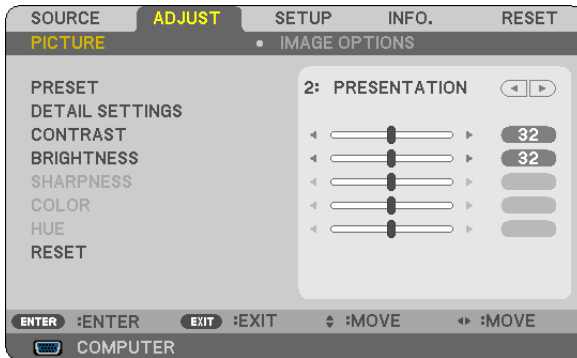 SOURCE ADJUST SETUP INFO. RESET
PICTURE • IMAGE OPTIONS
PRESET 2: PRESENTATION
DETAIL SETTINGS
CONTRAST 32
BRIGHTNESS 32
SHARPNESS
COLOR
HUE
RESET
ENTER :ENTER EXIT :EXIT :MOVE :MOVE
COMPUTER